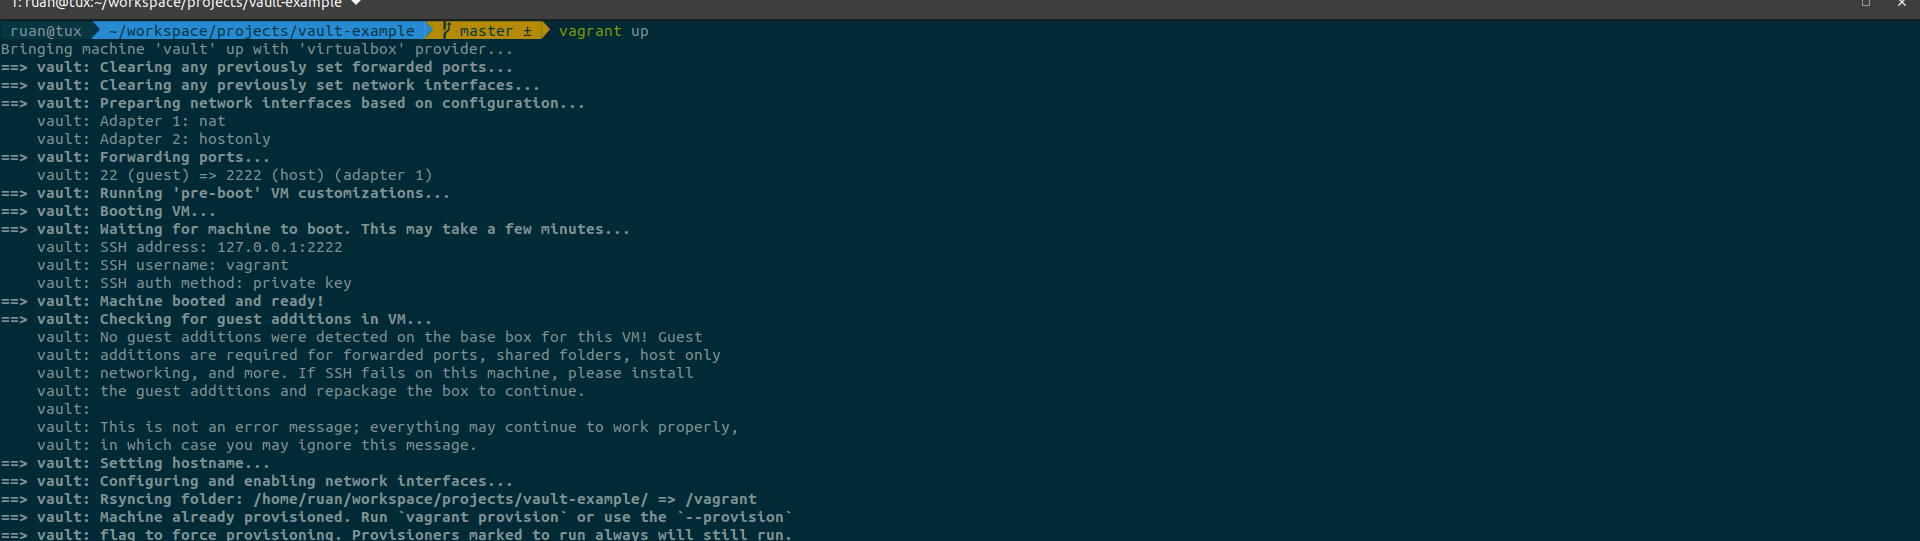 1: ruan@tux:~/workspace/projects/vault-example
ruan@tux ~/workspace/projects/vault-example master ± vagrant up
Bringing machine 'vault' up with 'virtualbox' provider...
==> vault: Clearing any previously set forwarded ports...
==> vault: Clearing any previously set network interfaces...
==> vault: Preparing network interfaces based on configuration...
    vault: Adapter 1: nat
    vault: Adapter 2: hostonly
==> vault: Forwarding ports...
    vault: 22 (guest) => 2222 (host) (adapter 1)
==> vault: Running 'pre-boot' VM customizations...
==> vault: Booting VM...
==> vault: Waiting for machine to boot. This may take a few minutes...
    vault: SSH address: 127.0.0.1:2222
    vault: SSH username: vagrant
    vault: SSH auth method: private key
==> vault: Machine booted and ready!
==> vault: Checking for guest additions in VM...
    vault: No guest additions were detected on the base box for this VM! Guest
    vault: additions are required for forwarded ports, shared folders, host only
    vault: networking, and more. If SSH fails on this machine, please install
    vault: the guest additions and repackage the box to continue.
    vault:
    vault: This is not an error message; everything may continue to work properly,
    vault: in which case you may ignore this message.
==> vault: Setting hostname...
==> vault: Configuring and enabling network interfaces...
==> vault: Rsyncing folder: /home/ruan/workspace/projects/vault-example/ => /vagrant
==> vault: Machine already provisioned. Run `vagrant provision` or use the `--provision`
==> vault: flag to force provisioning. Provisioners marked to run always will still run.